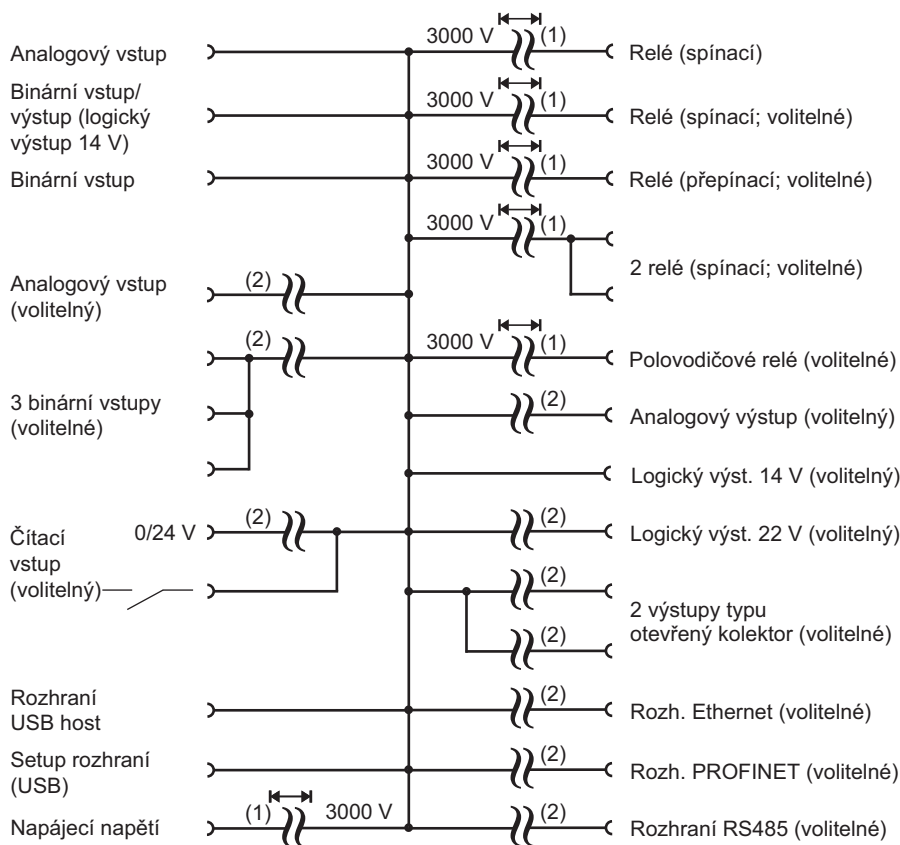 Analogový vstup
3000 V
(1)
Relé (spínací)
Binární vstup/
výstup (logický
výstup 14 V)
3000 V
(1)
Relé (spínací; volitelné)
Binární vstup
3000 V
(1)
Relé (přepínací; volitelné)
3000 V
(1)
2 relé (spínací; volitelné)
Analogový vstup
(volitelný)
(2)
(2)
3000 V
(1)
Polovodičové relé (volitelné)
3 binární vstupy
(volitelné)
(2)
Analogový výstup (volitelný)
Logický výst. 14 V (volitelný)
Čítací
vstup
(volitelný)
0/24 V
(2)
(2)
Logický výst. 22 V (volitelný)
(2)
2 výstupy typu
otevřený kolektor (volitelné)
(2)
Rozhraní
USB host
(2)
Rozh. Ethernet (volitelné)
Setup rozhraní
(USB)
(2)
Rozh. PROFINET (volitelné)
Napájecí napětí
(1)
3000 V
(2)
Rozhraní RS485 (volitelné)